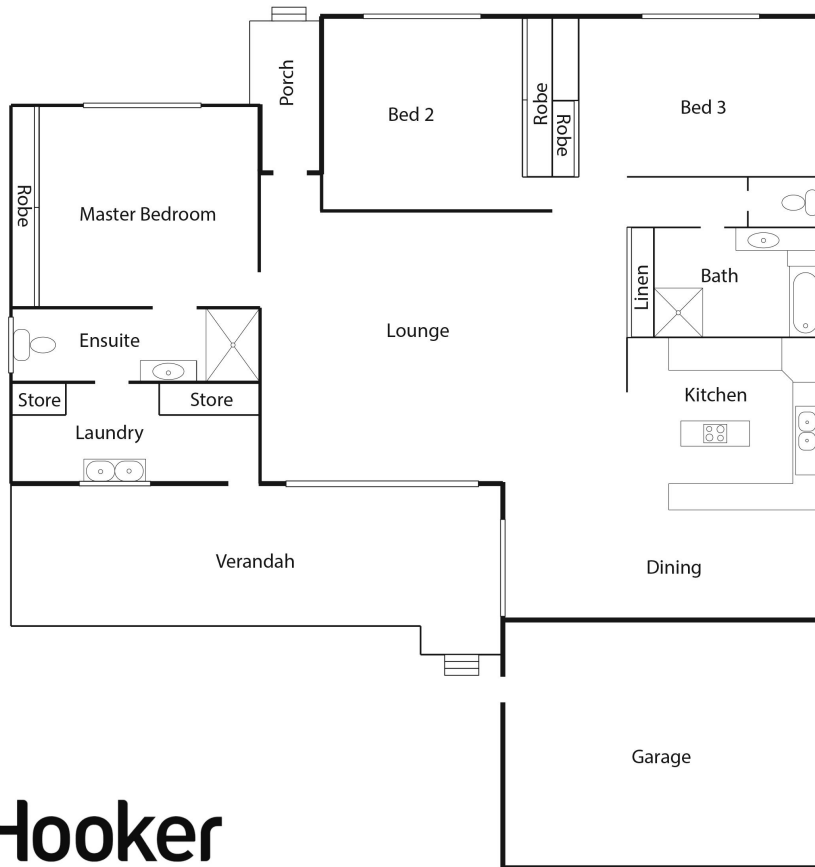 Porch
Bed 2
Robe
Robe
Bed 3
Robe
Master Bedroom
Linen
Bath
Lounge
Ensuite
Store
Store
Kitchen
Laundry
Verandah
Dining
Garage
Hooker